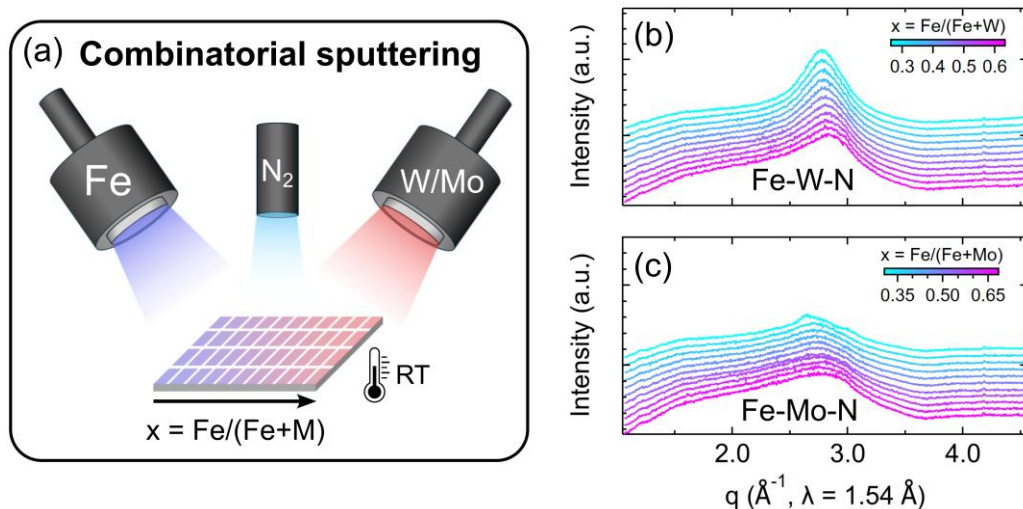 (a) Combinatorial sputtering
Fe
N₂
W/Mo
RT
x = Fe/(Fe+M)
(b)
x = Fe/(Fe+W)
0.3 0.4 0.5 0.6
Intensity (a.u.)
Fe-W-N
(c)
x = Fe/(Fe+Mo)
0.35 0.50 0.65
Intensity (a.u.)
Fe-Mo-N
2.0 3.0 4.0
q (Å⁻¹, λ = 1.54 Å)